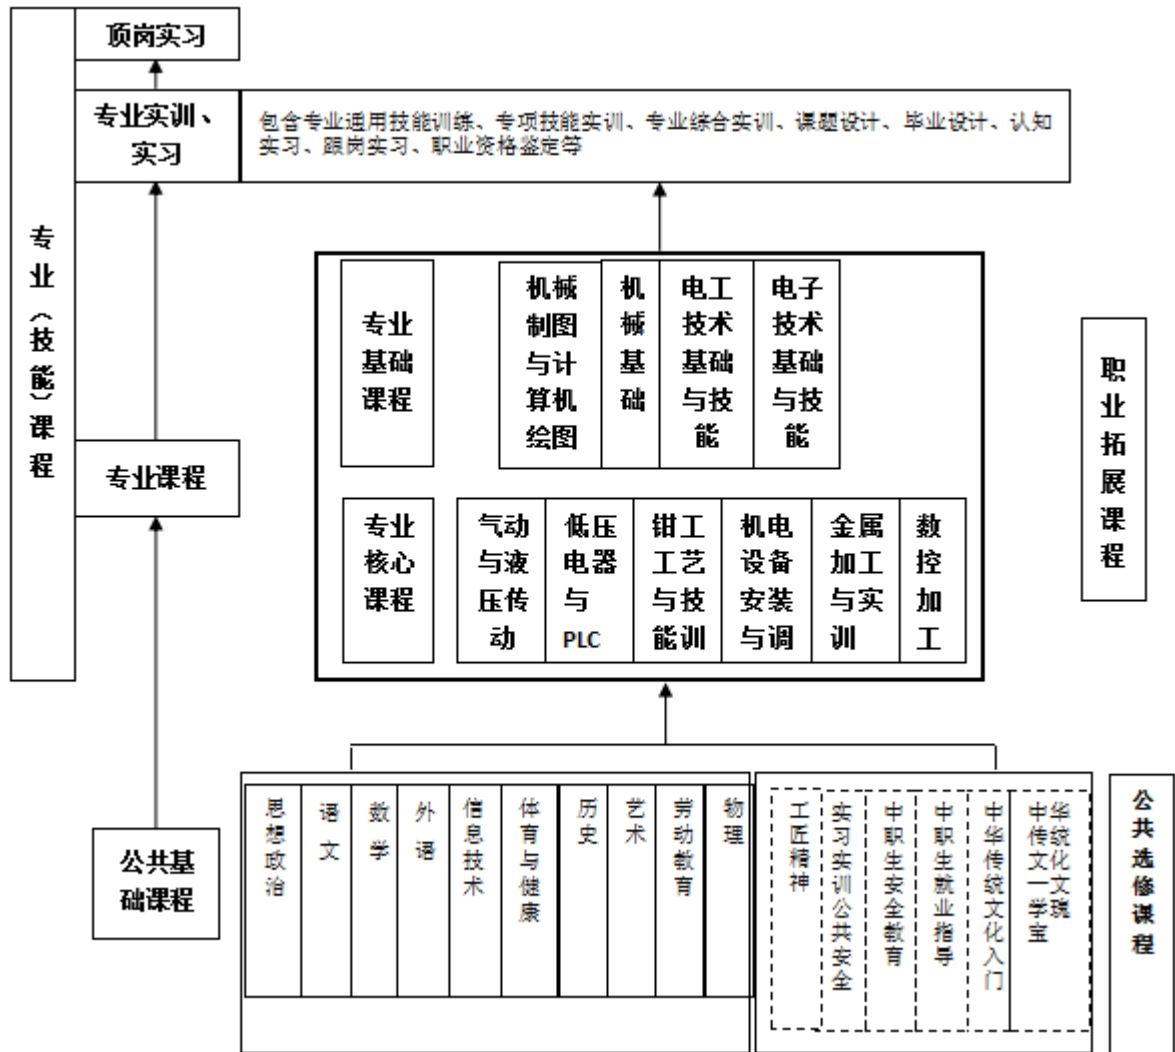 顶岗实习
专业实训、
实习
包含专业通用技能训练、专项技能实训、专业综合实训、课题设计、毕业设计、认知
实习、跟岗实习、职业资格鉴定等
专业（技能）课程
专业
基础
课程
机械
制图
与计
算机
绘图
机械基础
电工
技术
基础
与技
能
电子
技术
基础
与技
能
职业拓展课程
专业课程
专业
核心
课程
气动
与液
压传
动
低压
电器
与
PLC
钳工
工艺
与技
能训
机电
设备
安装
与调
金属
加工
与实
训
数控加工
公共基
础课程
思想政治
语文
数学
外语
信息技术
体育与健康
历史
艺术
劳动教育
物理
工匠精神
实习实训公共安全
中职生安全教育
中职生就业指导
中华传统文化入门
中华
传统
文化
一文
学瑰
宝
公共选修课程